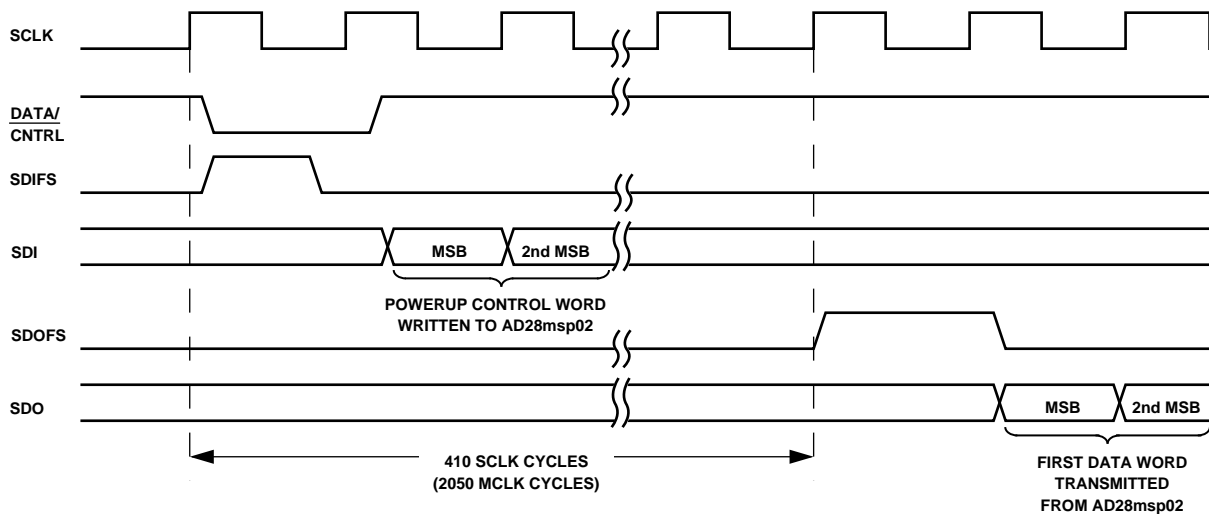 SCLK
DATA/
CNTRL
SDIFS
SDI
MSB
2nd MSB
POWERUP CONTROL WORD
WRITTEN TO AD28msp02
SDOFS
SDO
MSB
2nd MSB
410 SCLK CYCLES
(2050 MCLK CYCLES)
FIRST DATA WORD
TRANSMITTED
FROM AD28msp02